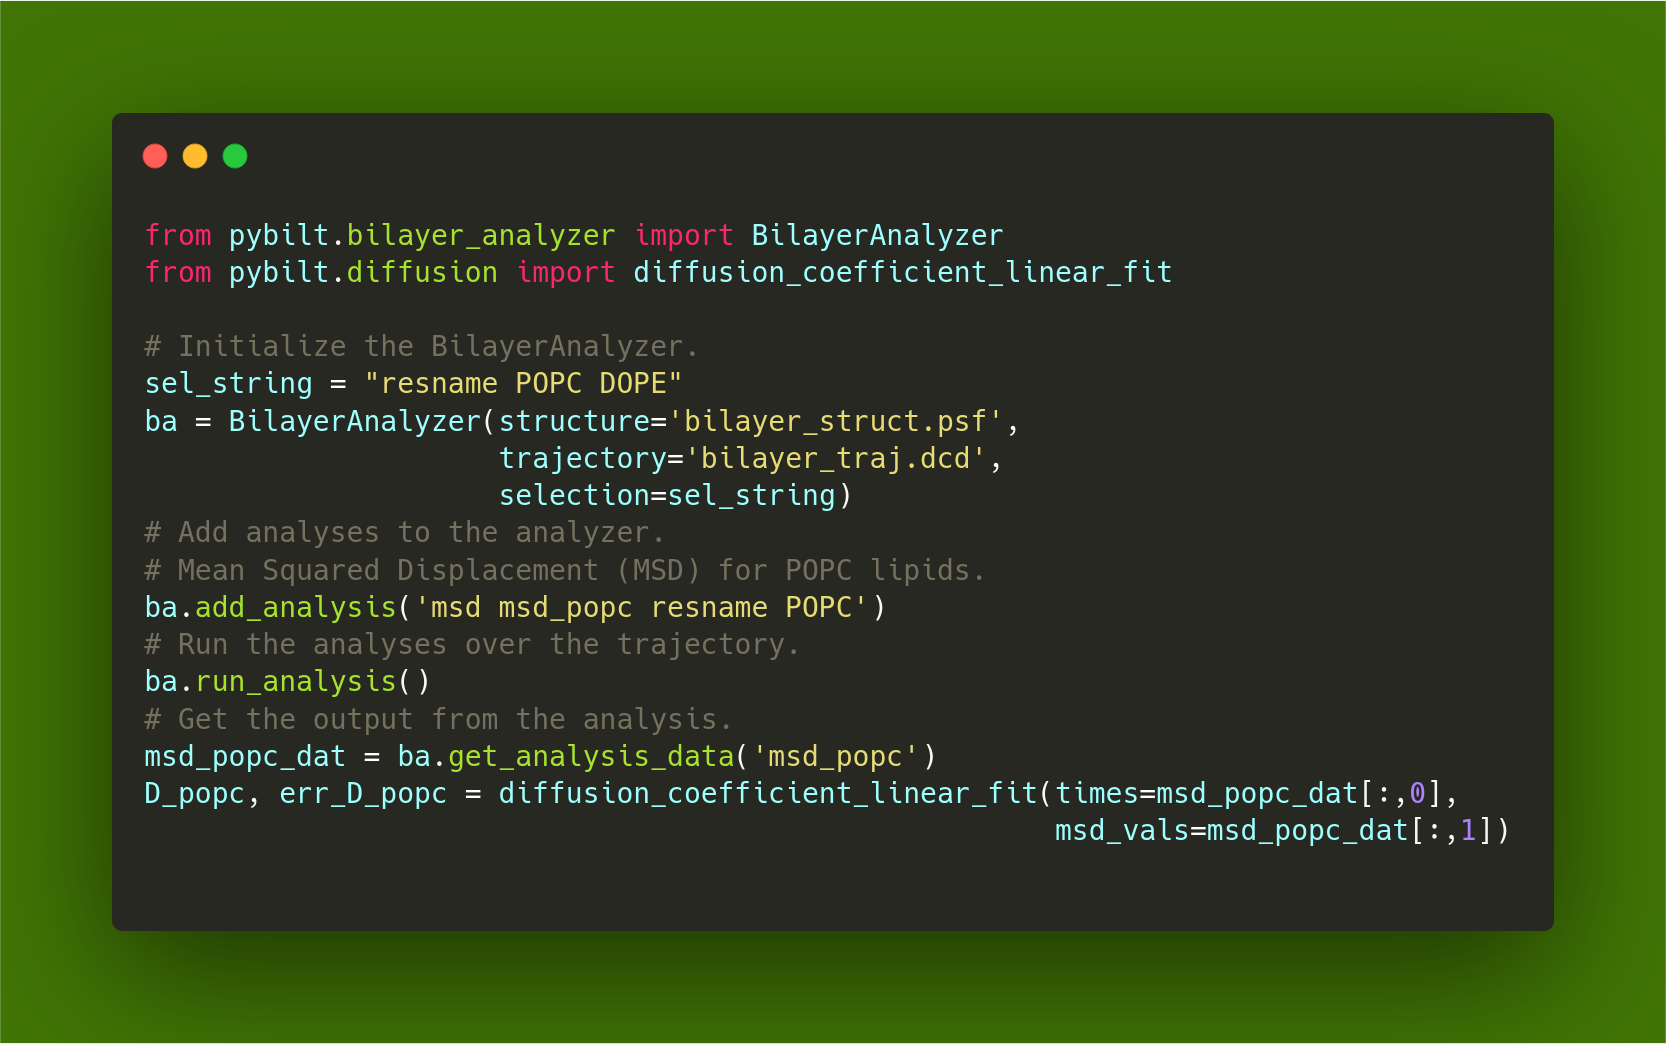 from pybilt.bilayer_analyzer import BilayerAnalyzer
from pybilt.diffusion import diffusion_coefficient_linear_fit

# Initialize the BilayerAnalyzer.
sel_string = "resname POPC DOPE"
ba = BilayerAnalyzer(structure='bilayer_struct.psf',
                     trajectory='bilayer_traj.dcd',
                     selection=sel_string)
# Add analyses to the analyzer.
# Mean Squared Displacement (MSD) for POPC lipids.
ba.add_analysis('msd msd_popc resname POPC')
# Run the analyses over the trajectory.
ba.run_analysis()
# Get the output from the analysis.
msd_popc_dat = ba.get_analysis_data('msd_popc')
D_popc, err_D_popc = diffusion_coefficient_linear_fit(times=msd_popc_dat[:,0],
                                                      msd_vals=msd_popc_dat[:,1])